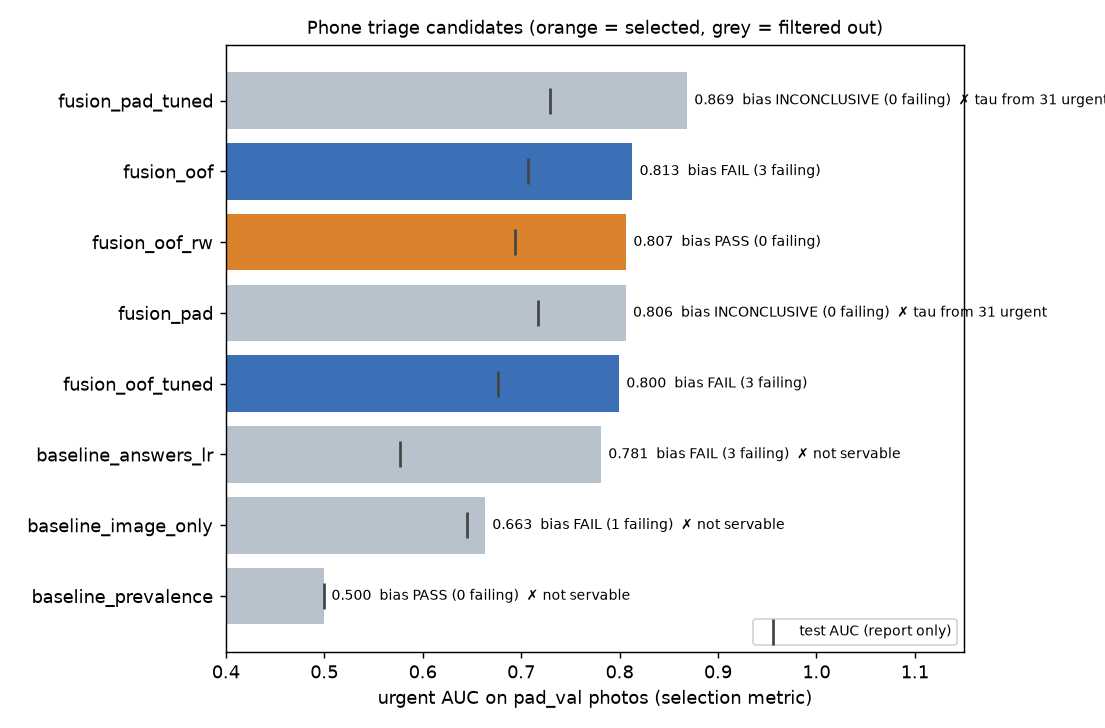 Phone triage candidates (orange = selected, grey = filtered out)
fusion_pad_tuned 0.869 bias INCONCLUSIVE (0 failing) ✗ tau from 31 urgent
fusion_oof 0.813 bias FAIL (3 failing)
fusion_oof_rw 0.807 bias PASS (0 failing)
fusion_pad 0.806 bias INCONCLUSIVE (0 failing) ✗ tau from 31 urgent
fusion_oof_tuned 0.800 bias FAIL (3 failing)
baseline_answers_lr 0.781 bias FAIL (3 failing) ✗ not servable
baseline_image_only 0.663 bias FAIL (1 failing) ✗ not servable
baseline_prevalence 0.500 bias PASS (0 failing) ✗ not servable
test AUC (report only)
0.4 0.5 0.6 0.7 0.8 0.9 1.0 1.1
urgent AUC on pad_val photos (selection metric)